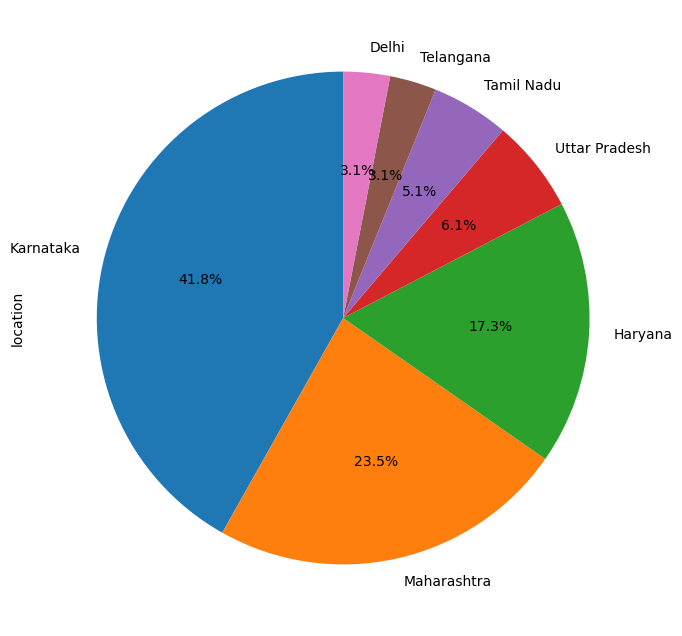 Delhi
Telangana
Tamil Nadu
Uttar Pradesh
3.1%
3.1%
5.1%
6.1%
Karnataka
41.8%
17.3%
Haryana
location
23.5%
Maharashtra